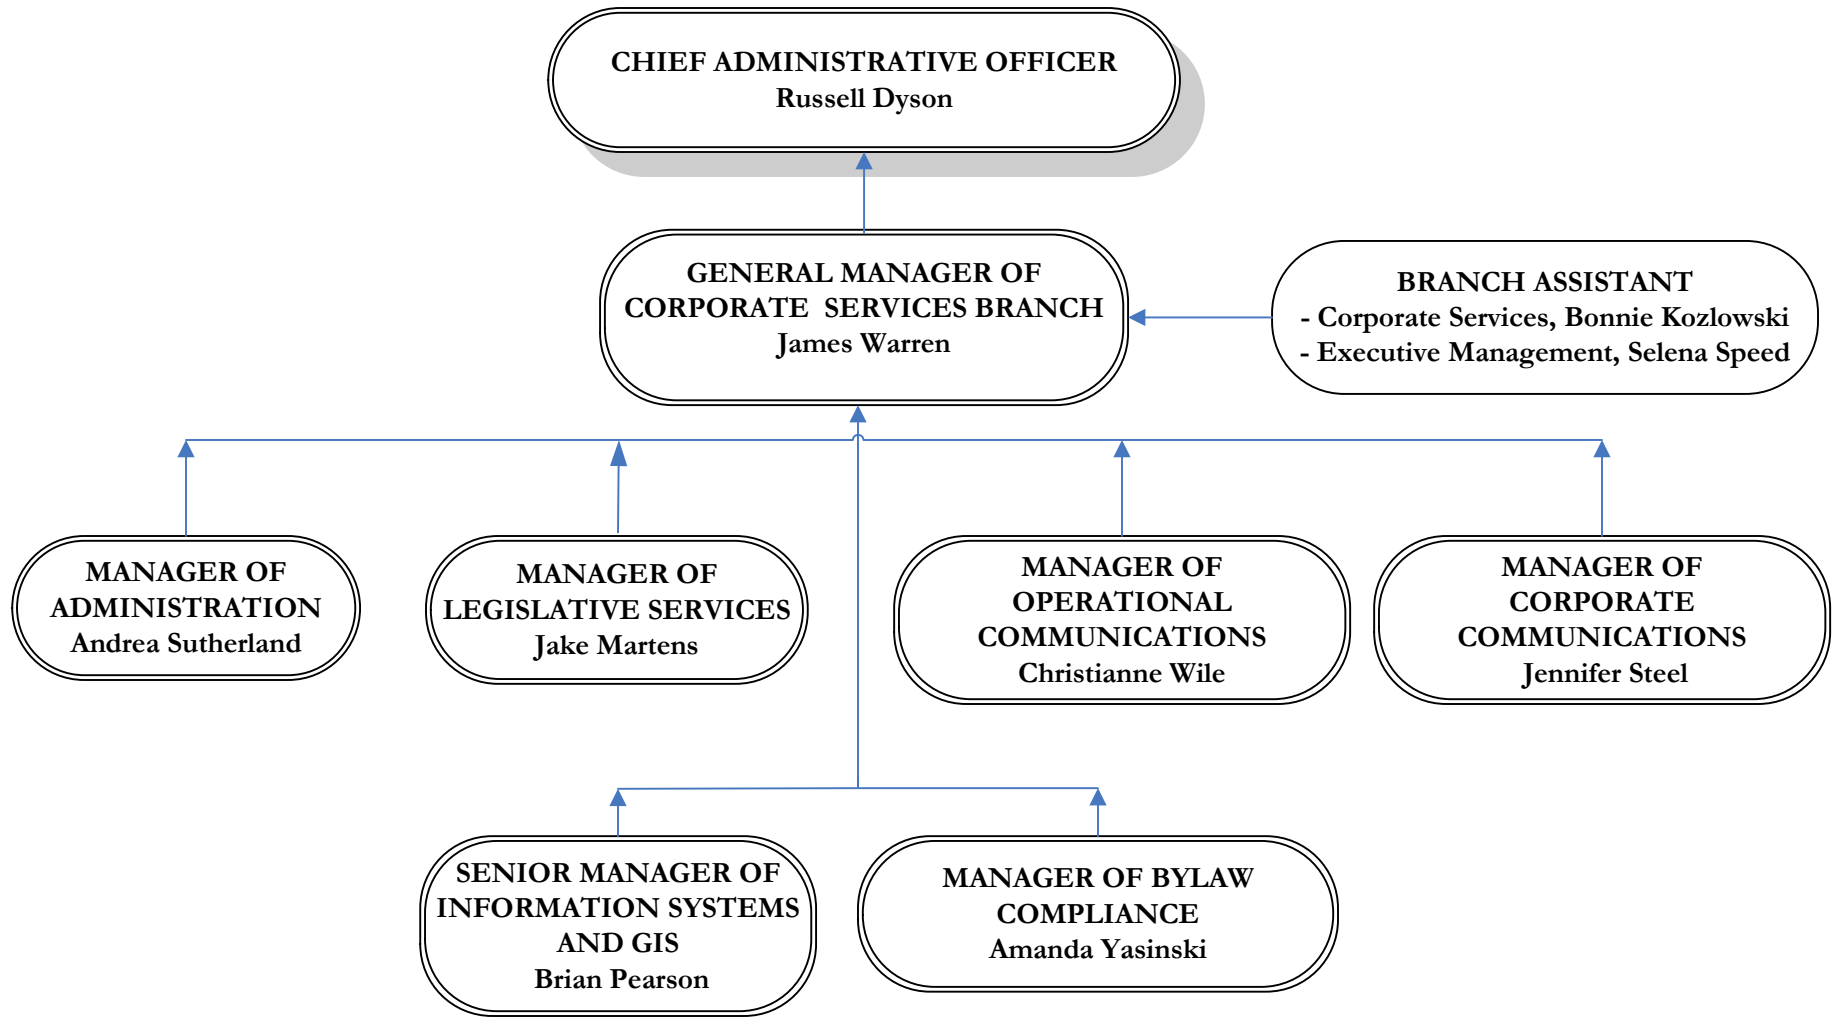 CHIEF ADMINISTRATIVE OFFICER
Russell Dyson
GENERAL MANAGER OF
CORPORATE SERVICES BRANCH
James Warren
BRANCH ASSISTANT
- Corporate Services, Bonnie Kozlowski
- Executive Management, Selena Speed
MANAGER OF
ADMINISTRATION
Andrea Sutherland
MANAGER OF
LEGISLATIVE SERVICES
Jake Martens
MANAGER OF
OPERATIONAL
COMMUNICATIONS
Christianne Wile
MANAGER OF
CORPORATE
COMMUNICATIONS
Jennifer Steel
SENIOR MANAGER OF
INFORMATION SYSTEMS
AND GIS
Brian Pearson
MANAGER OF BYLAW
COMPLIANCE
Amanda Yasinski